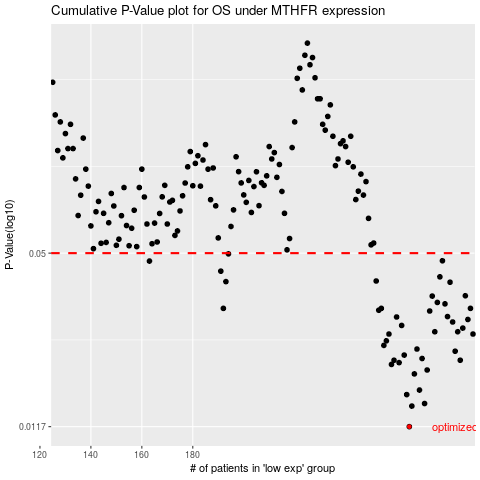 Cumulative P-Value plot for OS under MTHFR expression
P-Value(log10)
0.05
0.0117
optimized
120 140 160 180
# of patients in 'low exp' group